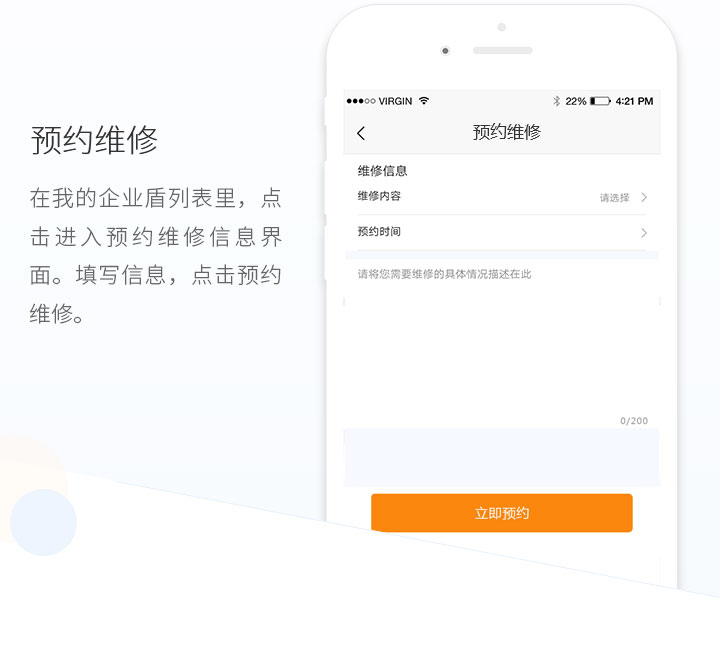 预约维修
在我的企业盾列表里，点
击进入预约维修信息界
面。填写信息，点击预约
维修。
VIRGIN 22% 4:21 PM
预约维修
维修信息
维修内容 请选择
预约时间
请将您需要维修的具体情况描述在此
0/200
立即预约